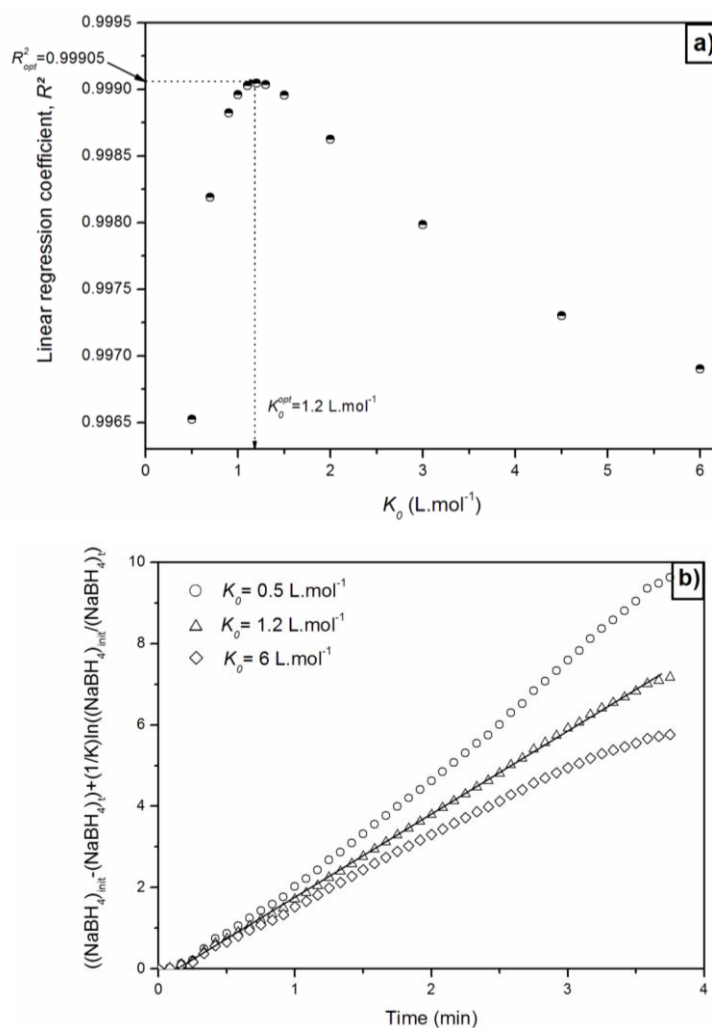 a)
R²opt=0.99905
Linear regression coefficient, R²
0.9995
0.9990
0.9985
0.9980
0.9975
0.9970
0.9965
K₀ᵒᵖᵗ=1.2 L.mol⁻¹
0 1 2 3 4 5 6
K₀ (L.mol⁻¹)
b)
((NaBH₄)init-(NaBH₄)t)+(1/K)ln((NaBH₄)init/(NaBH₄)t)
10
8
6
4
2
0
K₀= 0.5 L.mol⁻¹
K₀= 1.2 L.mol⁻¹
K₀= 6 L.mol⁻¹
0 1 2 3 4
Time (min)